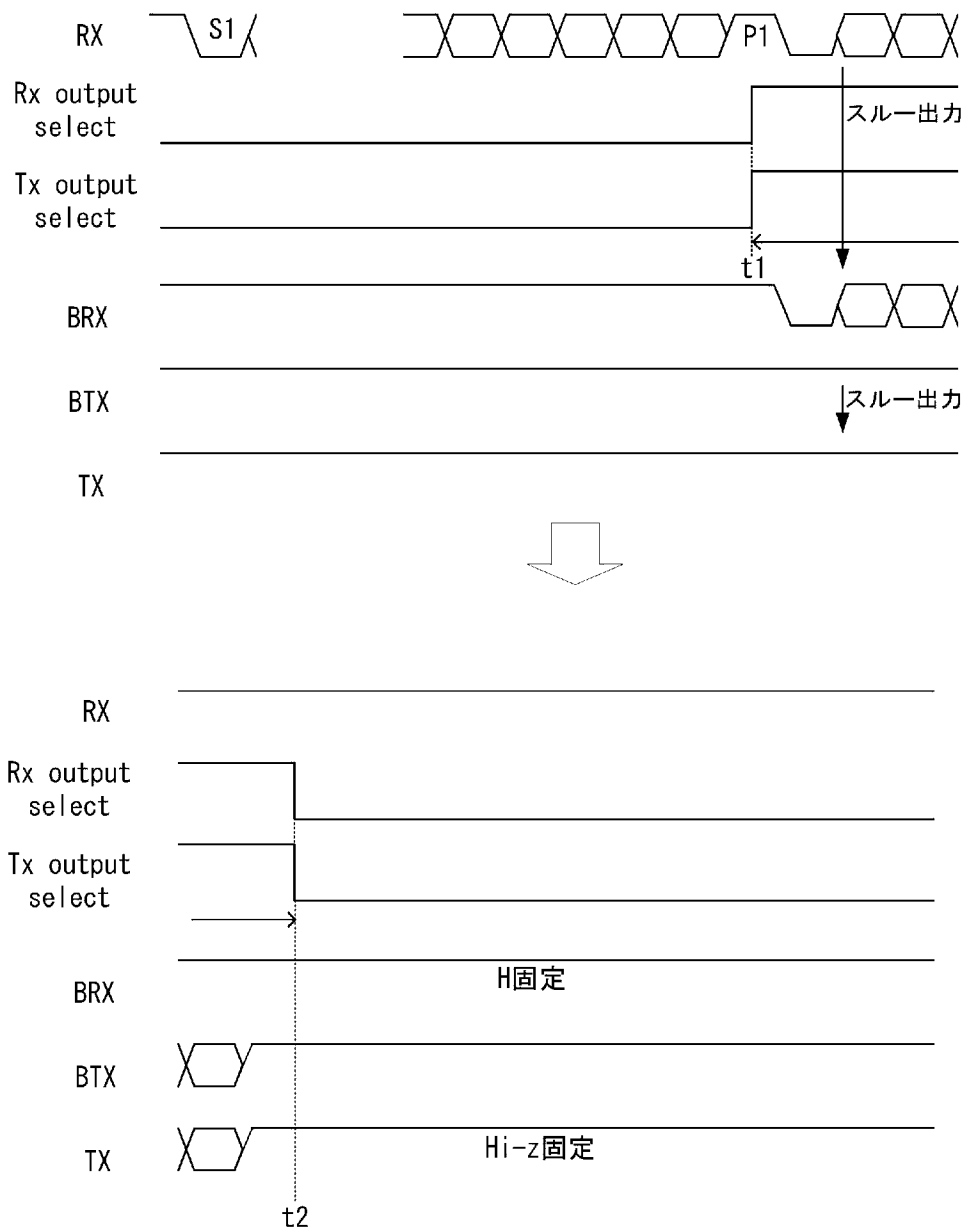 RX
S1
P1
Rx output
select
スルー出力
Tx output
select
t1
BRX
BTX
スルー出力
TX
RX
Rx output
select
Tx output
select
BRX
H固定
BTX
TX
Hi-z固定
t2